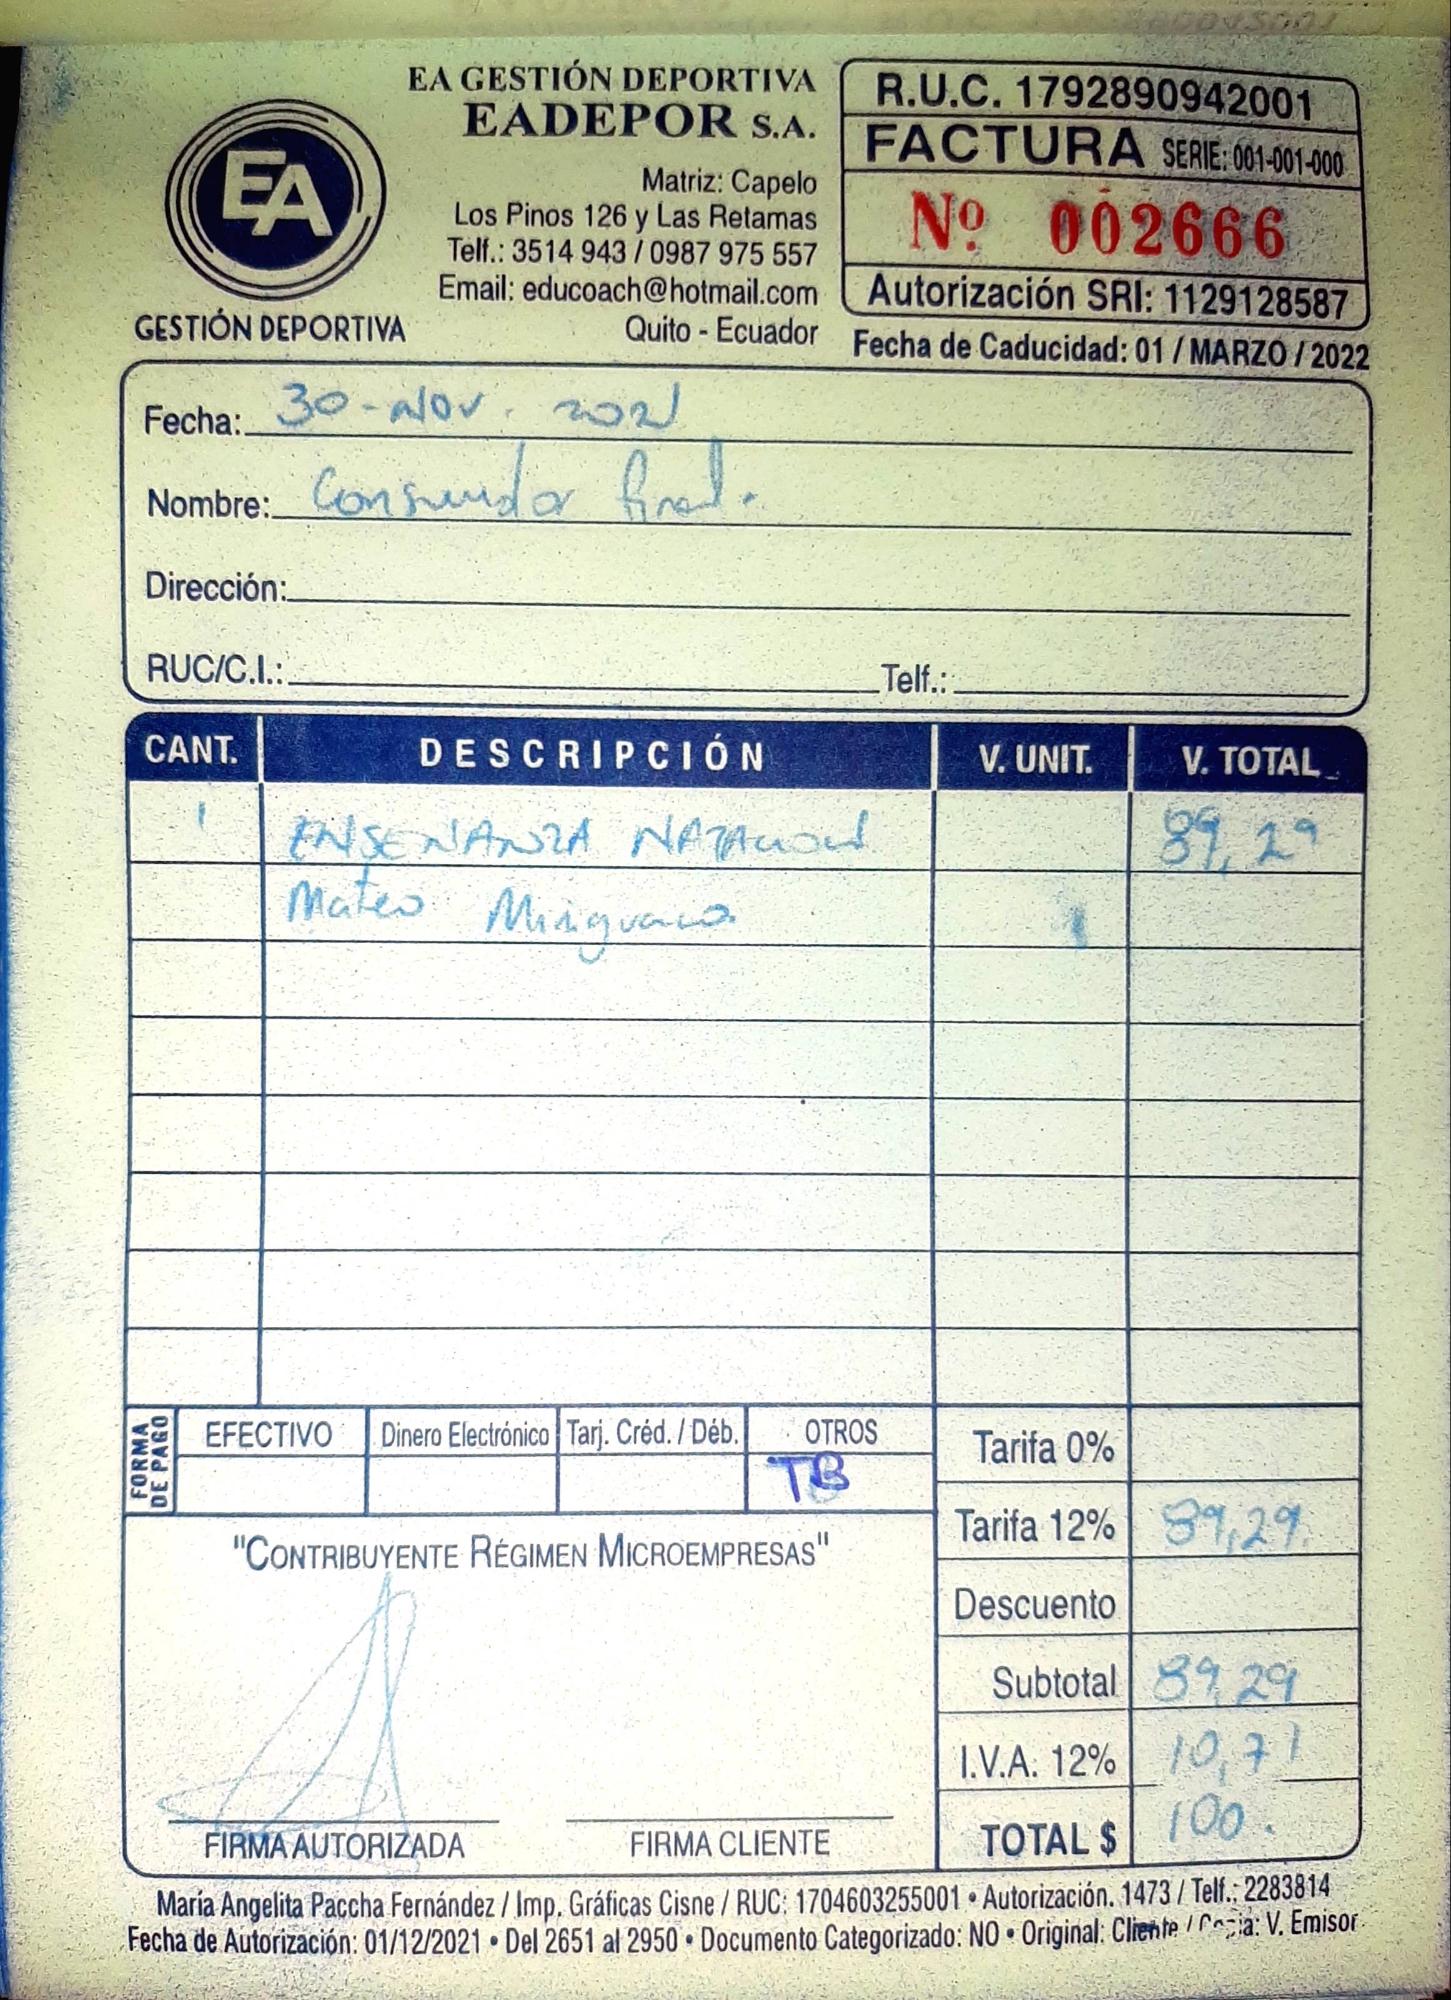 EA GESTIÓN DEPORTIVA
EADEPOR S.A.
Matriz: Capelo
Los Pinos 126 y Las Retamas
Telf.: 3514 943 / 0987 975 557
Email: educoach@hotmail.com
Quito - Ecuador
EA
GESTIÓN DEPORTIVA
R.U.C. 1792890942001
FACTURA SERIE: 001-001-000
Nº 002666
Autorización SRI: 1129128587
Fecha de Caducidad: 01 / MARZO / 2022
Fecha: 30-Nov. 2021
Nombre: Consumidor final.
Dirección:
RUC/C.I.: Telf.:
CANT. DESCRIPCIÓN V. UNIT. V. TOTAL
1 ENSEÑANZA NATACION 89,29
Mateo
FORMA DE PAGO
EFECTIVO Dinero Electrónico Tarj. Créd. / Déb. OTROS
TB
Tarifa 0%
Tarifa 12% 89,29
Descuento
Subtotal 89,29
I.V.A. 12% 10,71
TOTAL $ 100.
"CONTRIBUYENTE RÉGIMEN MICROEMPRESAS"
FIRMA AUTORIZADA FIRMA CLIENTE
María Angelita Paccha Fernández / Imp. Gráficas Cisne / RUC: 1704603255001 • Autorización. 1473 / Telf.: 2283814
Fecha de Autorización: 01/12/2021 • Del 2651 al 2950 • Documento Categorizado: NO • Original: Cliente / Copia: V. Emisor